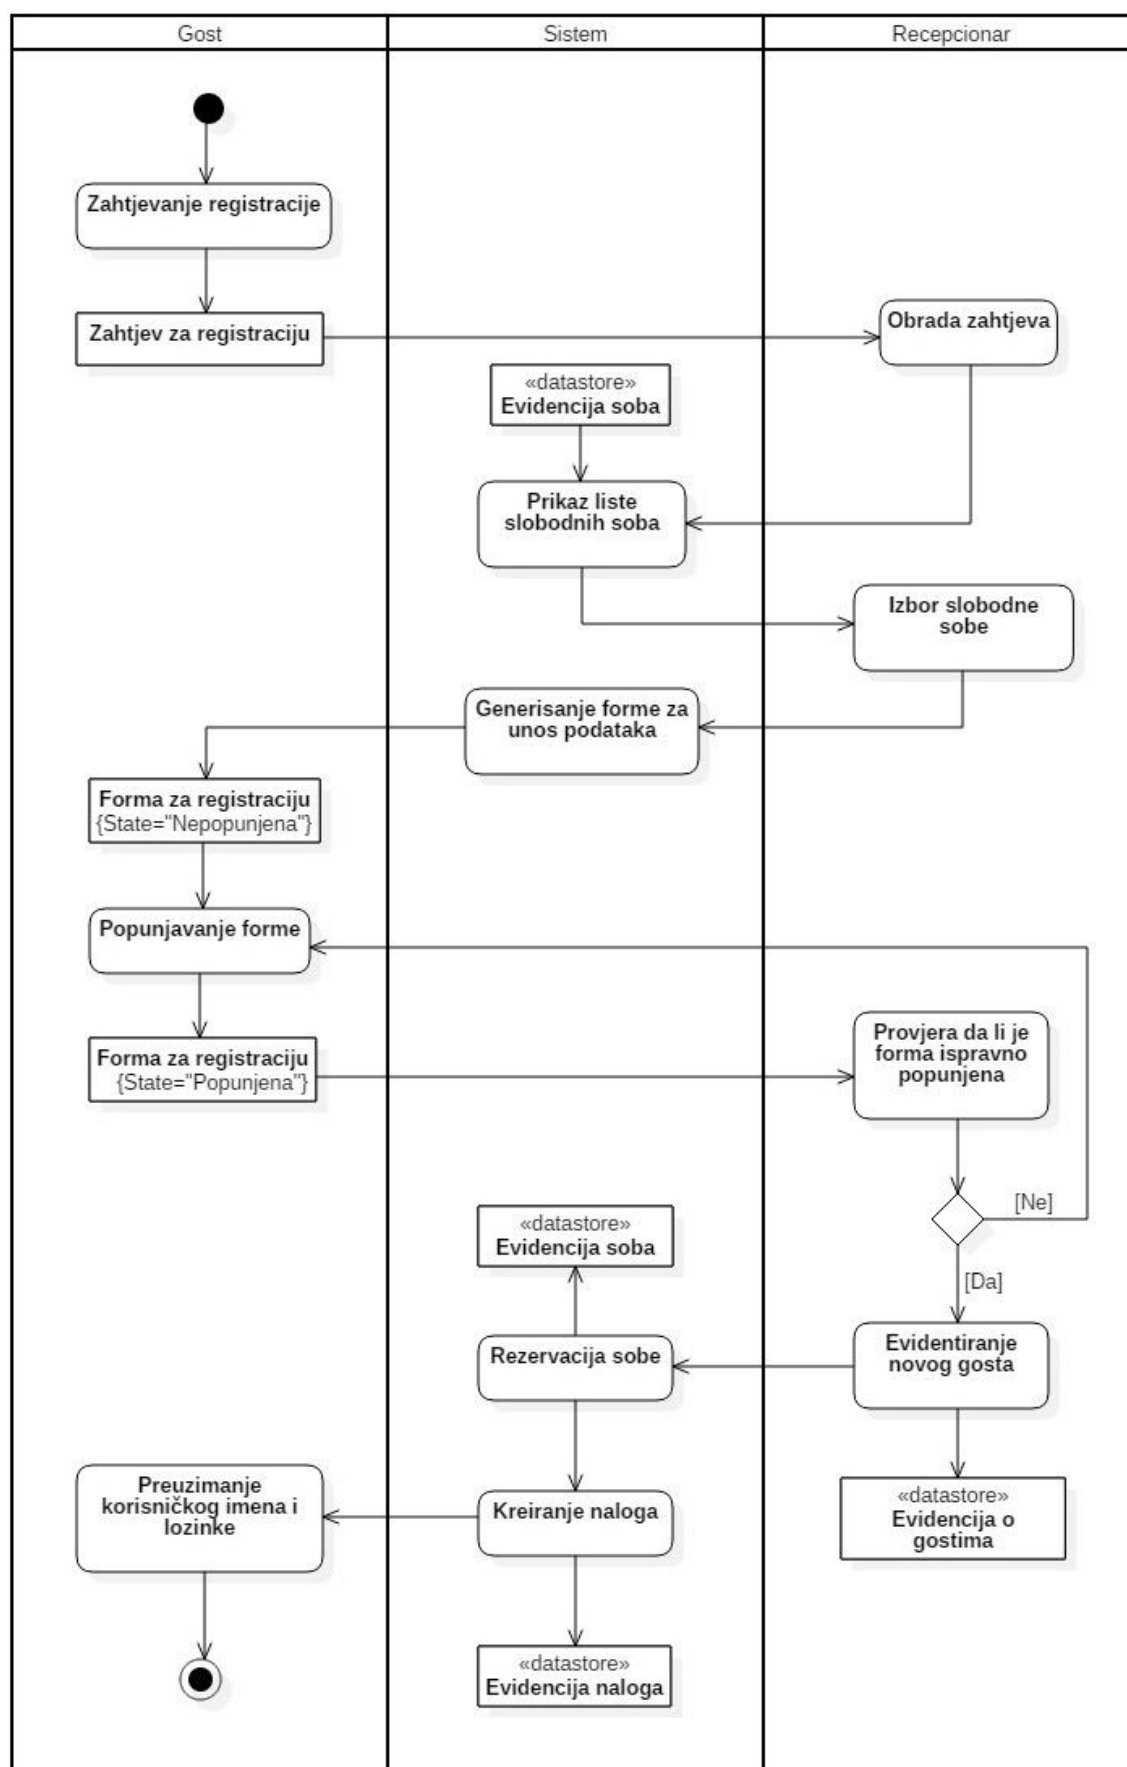 Gost
Sistem
Recepcionar
Zahtjevanje registracije
Zahtjev za registraciju
Obrada zahtjeva
«datastore»
Evidencija soba
Prikaz liste
slobodnih soba
Izbor slobodne
sobe
Generisanje forme za
unos podataka
Forma za registraciju
{State="Nepopunjena"}
Popunjavanje forme
Forma za registraciju
{State="Popunjena"}
Provjera da li je
forma ispravno
popunjena
[Ne]
«datastore»
Evidencija soba
[Da]
Rezervacija sobe
Evidentiranje
novog gosta
Preuzimanje
korisničkog imena i
lozinke
Kreiranje naloga
«datastore»
Evidencija o
gostima
«datastore»
Evidencija naloga